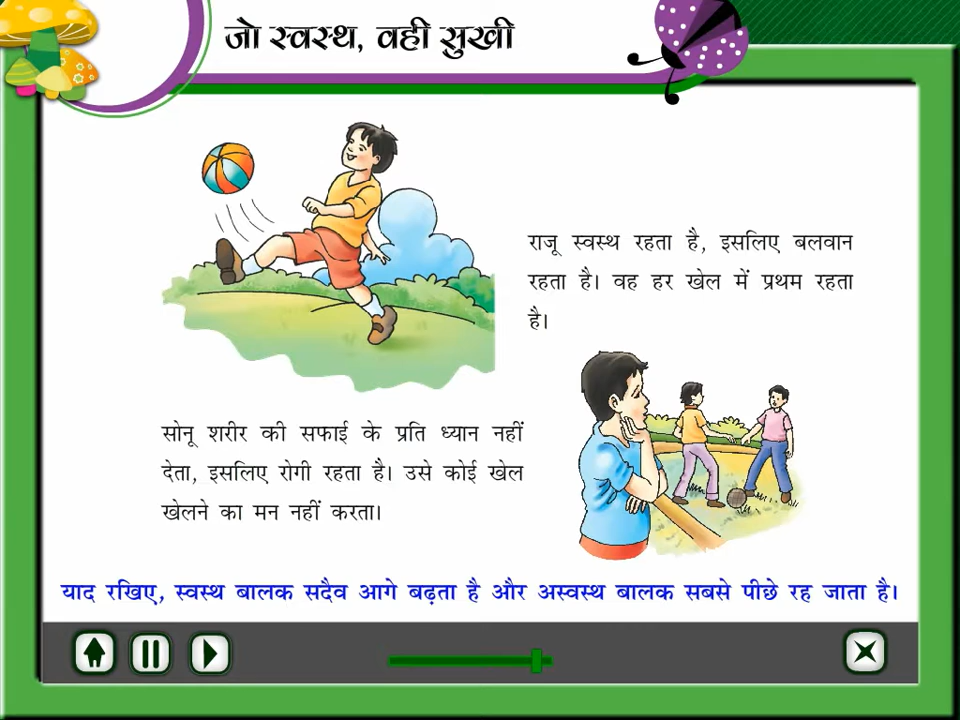 जो स्वस्थ, वही सुखी
राजू स्वस्थ रहता है, इसलिए बलवान
रहता है। वह हर खेल में प्रथम रहता
है।
सोनू शरीर की सफाई के प्रति ध्यान नहीं
देता, इसलिए रोगी रहता है। उसे कोई खेल
खेलने का मन नहीं करता।
याद रखिए, स्वस्थ बालक सदैव आगे बढ़ता है और अस्वस्थ बालक सबसे पीछे रह जाता है।